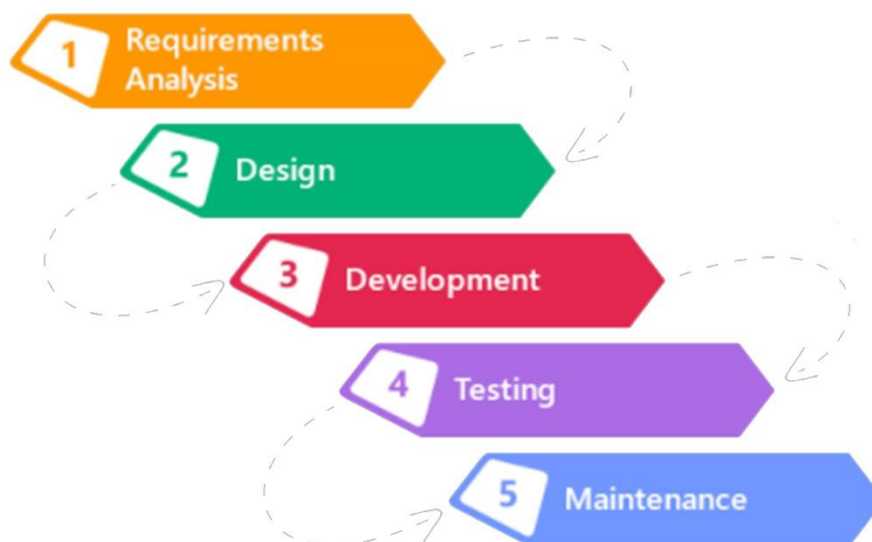 1
Requirements
Analysis
2
Design
3
Development
4
Testing
5
Maintenance